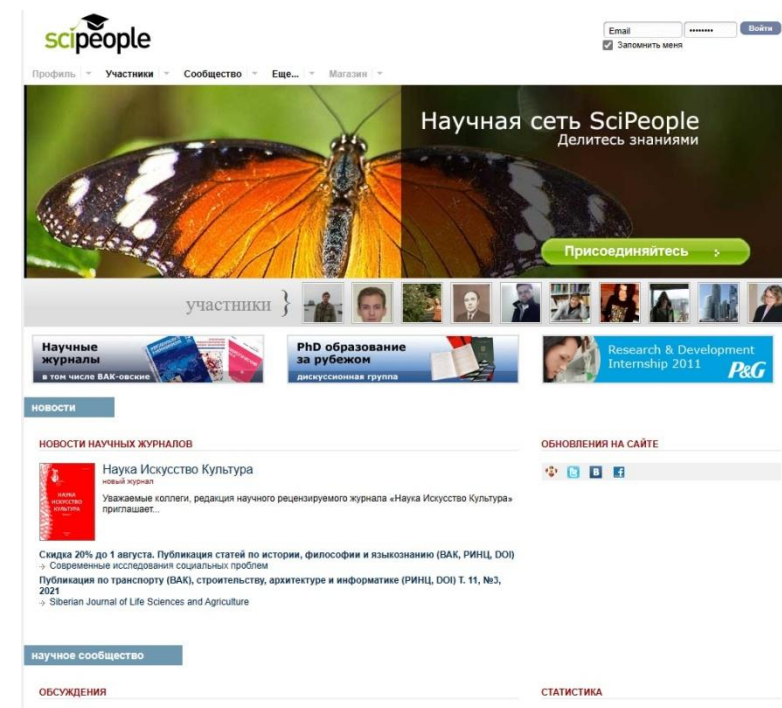 scipeople
Email
Войти
Запомнить меня
Профиль
Участники
Сообщество
Еще...
Магазин
Научная сеть SciPeople
Делитесь знаниями
Присоединяйтесь
участники
Научные
журналы
в том числе ВАК-овские
PhD образование
за рубежом
дискуссионная группа
Research & Development
Internship 2011
P&G
новости
НОВОСТИ НАУЧНЫХ ЖУРНАЛОВ
НАУКА
ИСКУССТВО
КУЛЬТУРА
Наука Искусство Культура
новый журнал
Уважаемые коллеги, редакция научного рецензируемого журнала «Наука Искусство Культура»
приглашает...
Скидка 20% до 1 августа. Публикация статей по истории, философии и языкознанию (ВАК, РИНЦ, DOI)
Современные исследования социальных проблем
Публикация по транспорту (ВАК), строительству, архитектуре и информатике (РИНЦ, DOI) Т. 11, №3,
2021
Siberian Journal of Life Sciences and Agriculture
ОБНОВЛЕНИЯ НА САЙТЕ
научное сообщество
ОБСУЖДЕНИЯ
СТАТИСТИКА